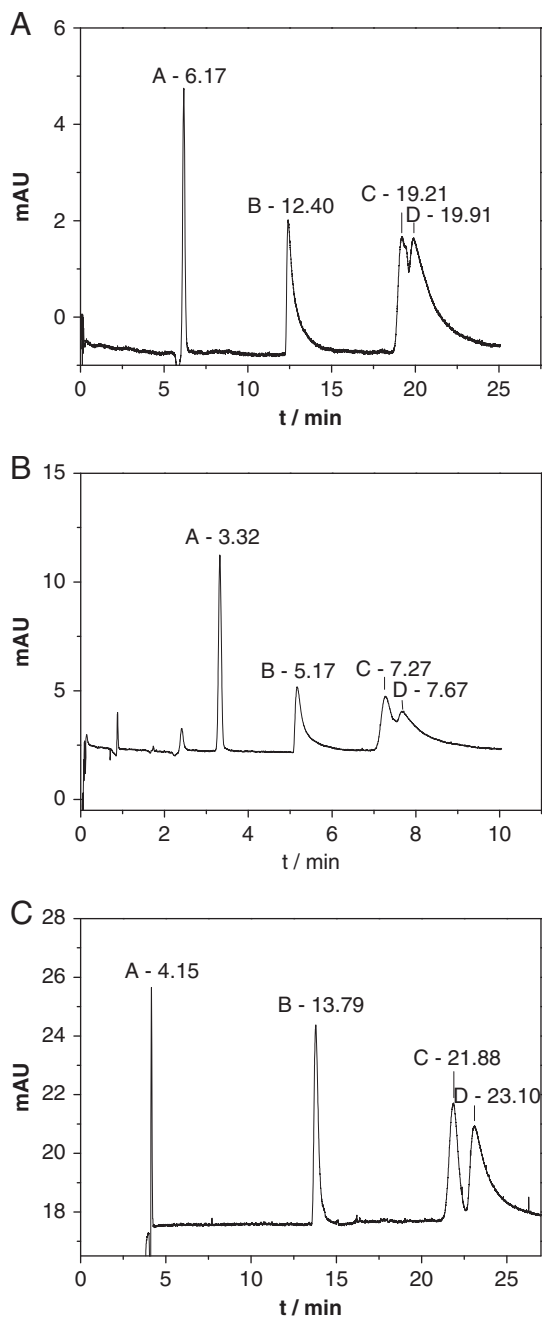 A
6
4
2
0
mAU
A - 6.17
B - 12.40
C - 19.21
D - 19.91
0 5 10 15 20 25
t / min
B
15
10
5
0
mAU
A - 3.32
B - 5.17
C - 7.27
D - 7.67
0 2 4 6 8 10
t / min
C
28
26
24
22
20
18
mAU
A - 4.15
B - 13.79
C - 21.88
D - 23.10
5 10 15 20 25
t / min